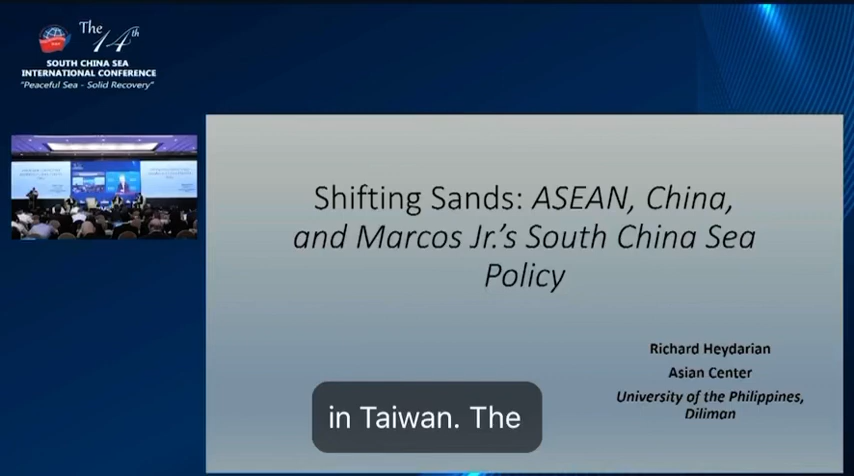 The 14th
SOUTH CHINA SEA
INTERNATIONAL CONFERENCE
"Peaceful Sea - Solid Recovery"
Shifting Sands: ASEAN, China,
and Marcos Jr.'s South China Sea
Policy
Richard Heydarian
Asian Center
University of the Philippines,
Diliman
in Taiwan. The